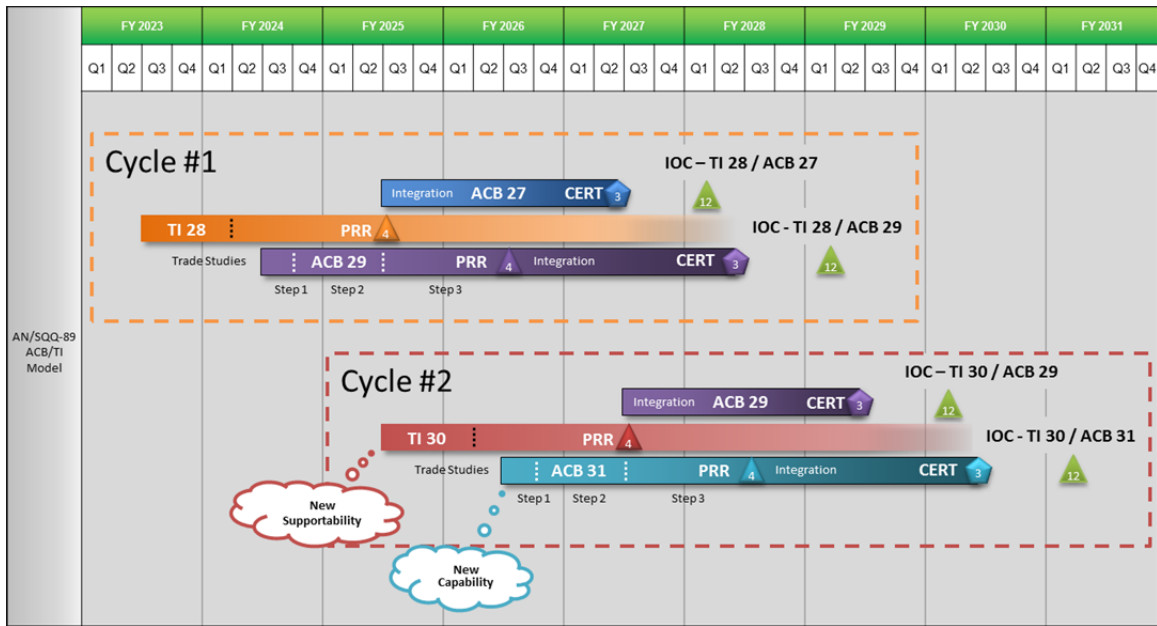 FY 2023 FY 2024 FY 2025 FY 2026 FY 2027 FY 2028 FY 2029 FY 2030 FY 2031
Q1 Q2 Q3 Q4 Q1 Q2 Q3 Q4 Q1 Q2 Q3 Q4 Q1 Q2 Q3 Q4 Q1 Q2 Q3 Q4 Q1 Q2 Q3 Q4 Q1 Q2 Q3 Q4 Q1 Q2 Q3 Q4 Q1 Q2 Q3 Q4
AN/SQQ-89
ACB/TI
Model
Cycle #1
IOC – TI 28 / ACB 27
Integration ACB 27 CERT 3 12
IOC - TI 28 / ACB 29
TI 28 PRR 4
Trade Studies ACB 29 PRR 4 Integration CERT 3 12
Step 1 Step 2 Step 3
Cycle #2
IOC – TI 30 / ACB 29
Integration ACB 29 CERT 3 12
IOC - TI 30 / ACB 31
TI 30 PRR 4
Trade Studies ACB 31 PRR 4 Integration CERT 3 12
Step 1 Step 2 Step 3
New
Supportability
New
Capability